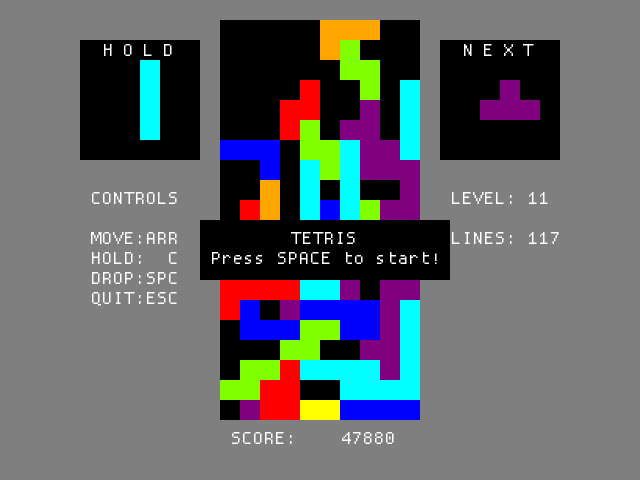 H O L D
N E X T
CONTROLS
MOVE:ARR
HOLD:  C
DROP:SPC
QUIT:ESC
LEVEL: 11
LINES: 117
TETRIS
Press SPACE to start!
SCORE:     47880